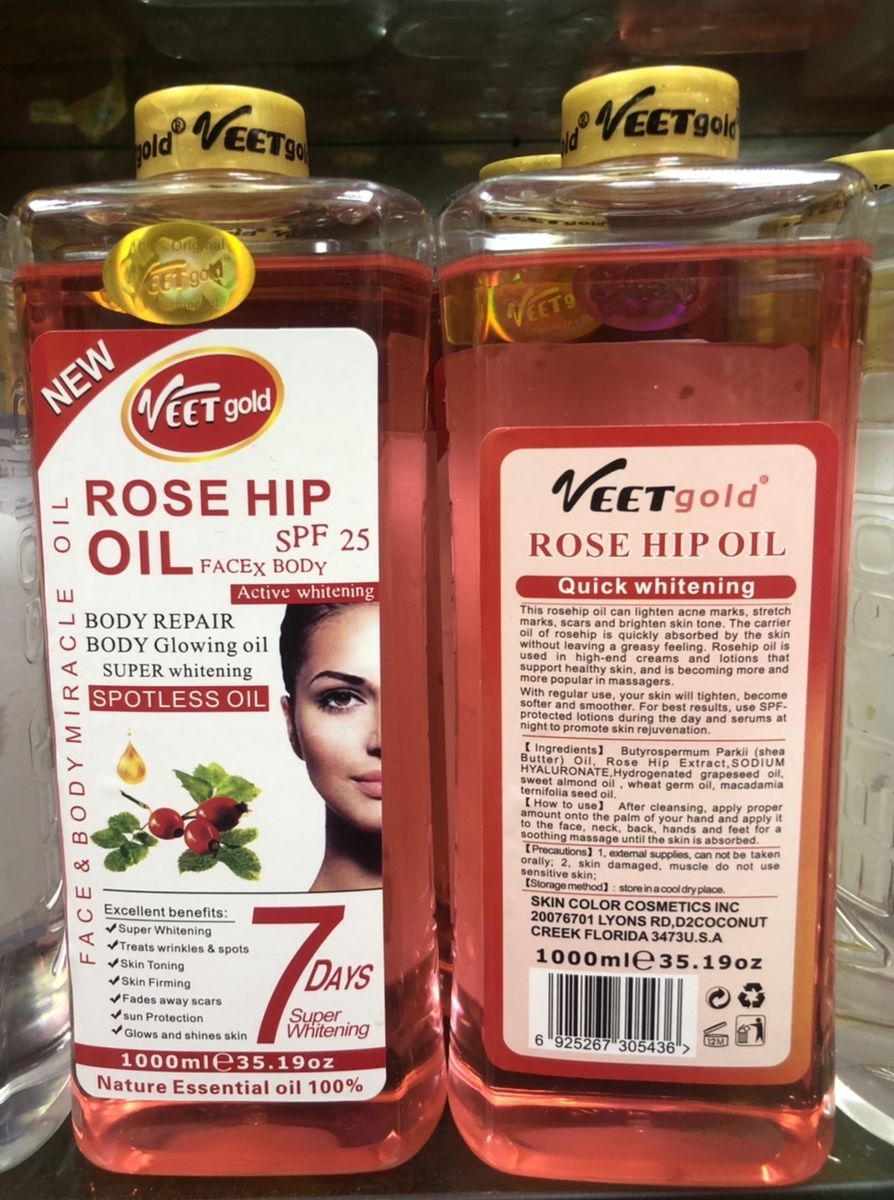 gold® VEETgo
100% Original
VEETgold
NEW
VEET gold
ROSE HIP
OIL
SPF 25
FACEx BODY
Active whitening
BODY REPAIR
BODY Glowing oil
SUPER whitening
SPOTLESS OIL
FACE & BODY MIRACLE OIL
Excellent benefits:
Super Whitening
Treats wrinkles & spots
Skin Toning
Skin Firming
Fades away scars
sun Protection
Glows and shines skin
7 DAYS
Super
Whitening
1000ml℮35.19oz
Nature Essential oil 100%
old® VEETgold
VEETg
VEETgold®
ROSE HIP OIL
Quick whitening
This rosehip oil can lighten acne marks, stretch
marks, scars and brighten skin tone. The carrier
oil of rosehip is quickly absorbed by the skin
without leaving a greasy feeling. Rosehip oil is
used in high-end creams and lotions that
support healthy skin, and is becoming more and
more popular in massagers.
With regular use, your skin will tighten, become
softer and smoother. For best results, use SPF-
protected lotions during the day and serums at
night to promote skin rejuvenation.
【 Ingredients】 Butyrospermum Parkii (shea
Butter) Oil, Rose Hip Extract,SODIUM
HYALURONATE,Hydrogenated grapeseed oil,
sweet almond oil , wheat germ oil, macadamia
ternifolia seed oil.
【 How to use】 After cleansing, apply proper
amount onto the palm of your hand and apply it
to the face, neck, back, hands and feet for a
soothing massage until the skin is absorbed.
【Precautions】1, external supplies, can not be taken
orally; 2, skin damaged, muscle do not use
sensitive skin;
【Storage method】: store in a cool dry place.
SKIN COLOR COSMETICS INC
20076701 LYONS RD,D2COCONUT
CREEK FLORIDA 3473U.S.A
1000ml℮35.19oz
6 925267 305436 >
12M